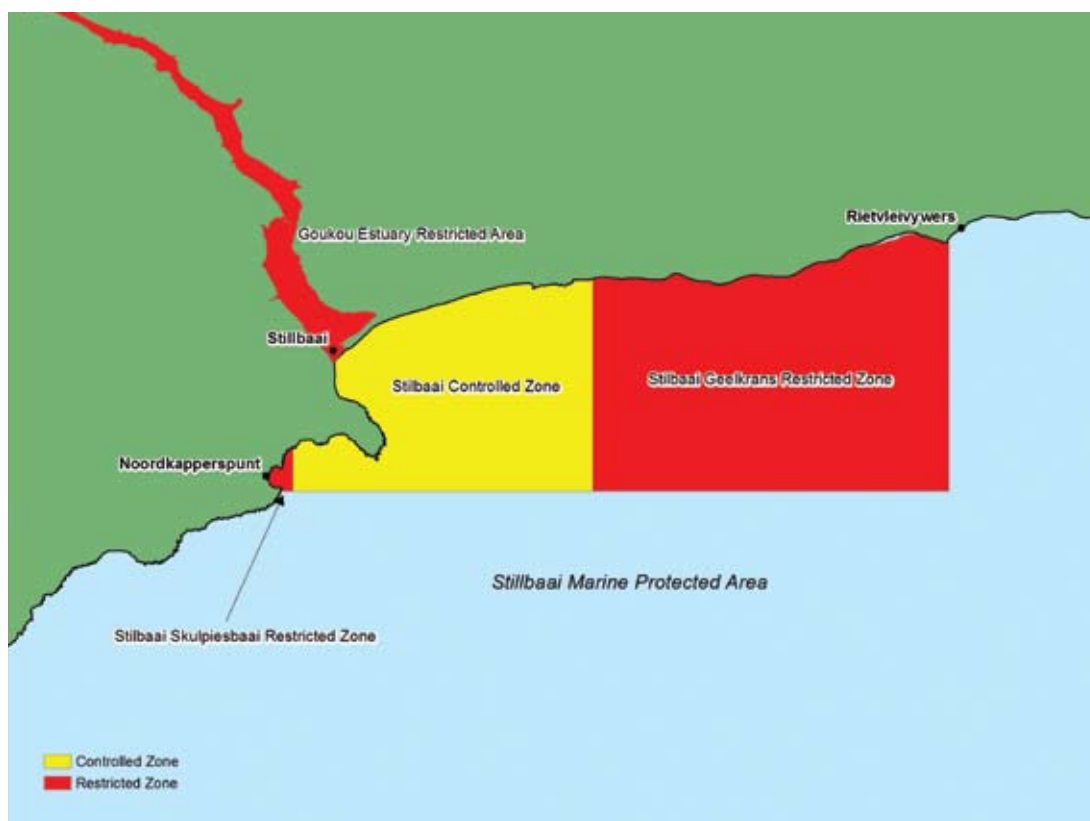 Rietvleivywers
Goukou Estuary Restricted Area
Stillbaai
Stilbaai Controlled Zone
Stilbaai Geelkrans Restricted Zone
Noordkapperspunt
Stillbaai Marine Protected Area
Stilbaai Skulpiesbaai Restricted Zone
Controlled Zone
Restricted Zone